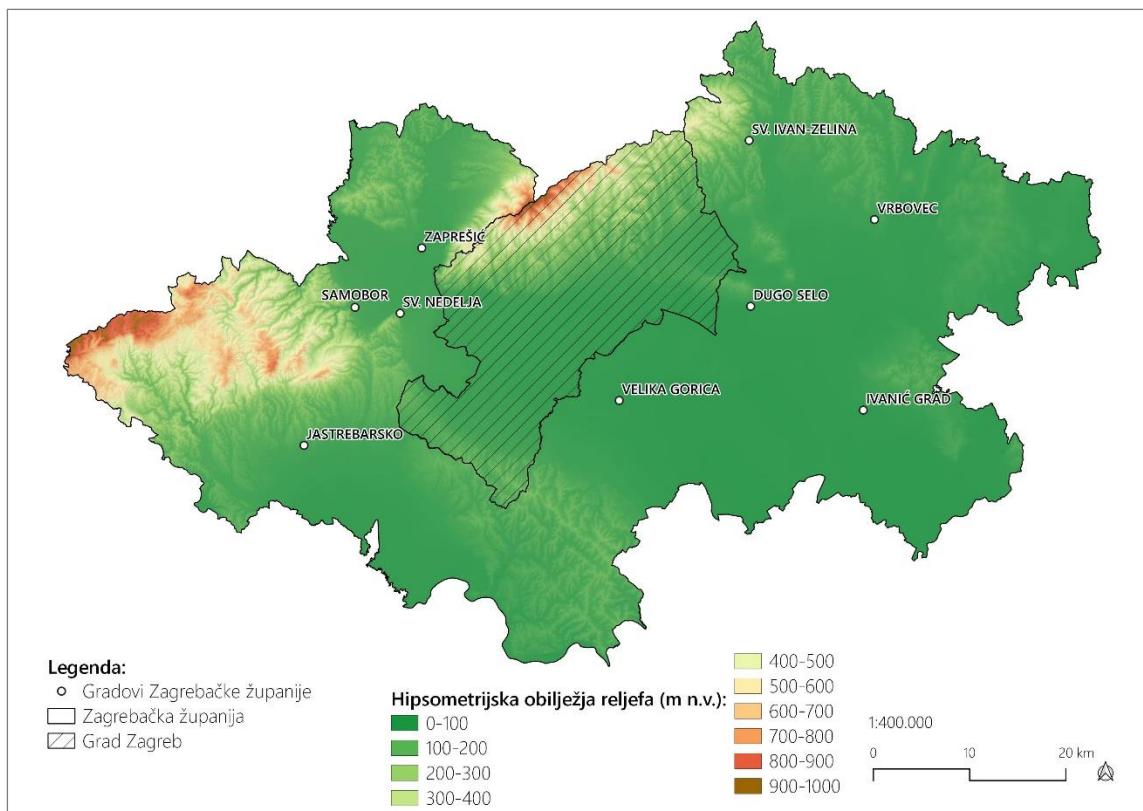 SV. IVAN-ZELINA
VRBOVEC
ZAPREŠIĆ
SAMOBOR
SV. NEDELJA
DUGO SELO
VELIKA GORICA
IVANIĆ GRAD
JASTREBARSKO
Legenda:
Gradovi Zagrebačke županije
Zagrebačka županija
Grad Zagreb
Hipsometrijska obilježja reljefa (m n.v.):
0-100
100-200
200-300
300-400
400-500
500-600
600-700
700-800
800-900
900-1000
1:400.000
0 10 20 km